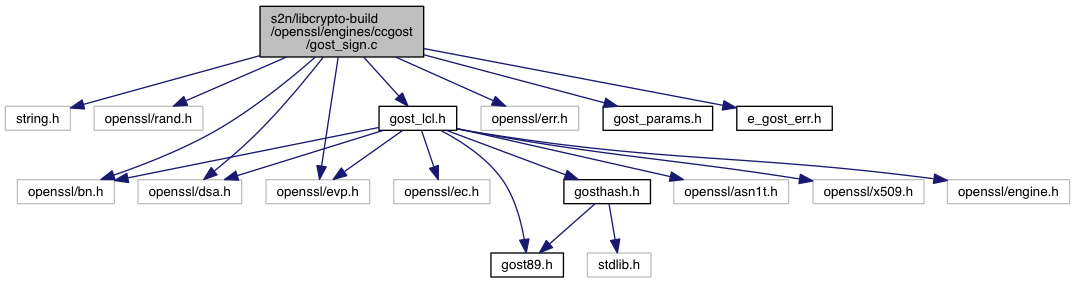 s2n/libcrypto-build
/openssl/engines/ccgost
/gost_sign.c
string.h
openssl/rand.h
gost_lcl.h
openssl/err.h
gost_params.h
e_gost_err.h
openssl/bn.h
openssl/dsa.h
openssl/evp.h
openssl/ec.h
gosthash.h
openssl/asn1t.h
openssl/x509.h
openssl/engine.h
gost89.h
stdlib.h